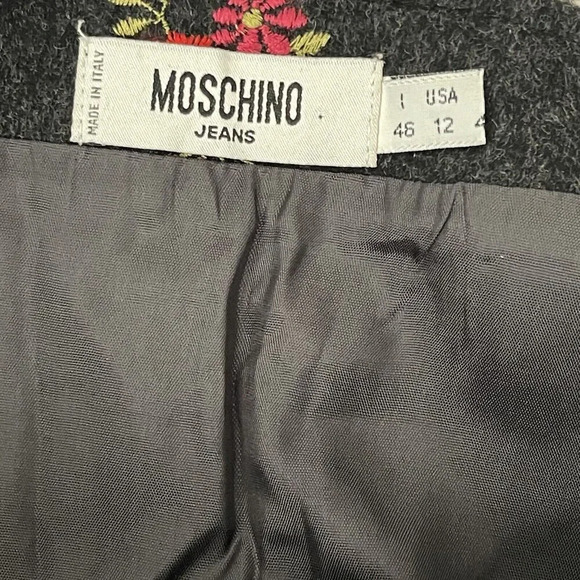 MADE IN ITALY
MOSCHINO
JEANS
I USA
46 12